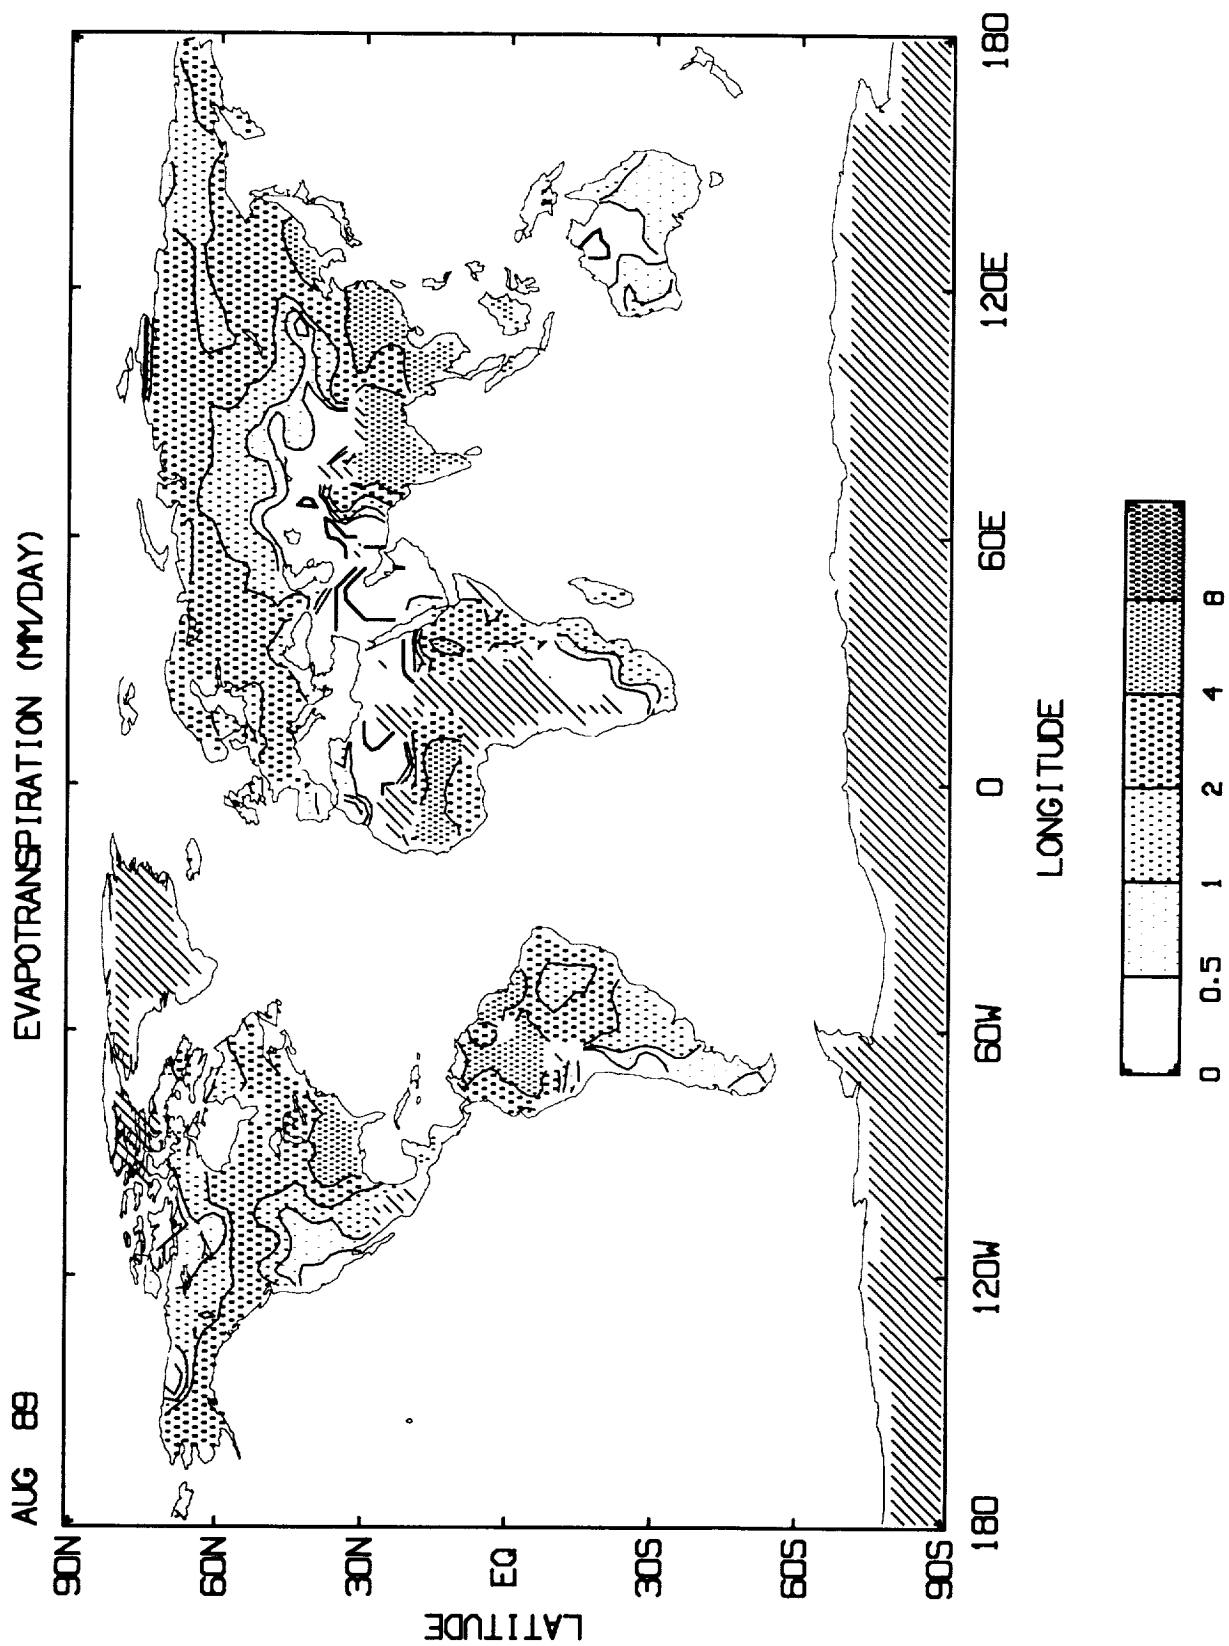 AUG 89
EVAPOTRANSPIRATION (MM/DAY)
90N
60N
30N
EQ
30S
60S
90S
LATITUDE
180 120W 60W 0 60E 120E 180
LONGITUDE
0 0.5 1 2 4 8